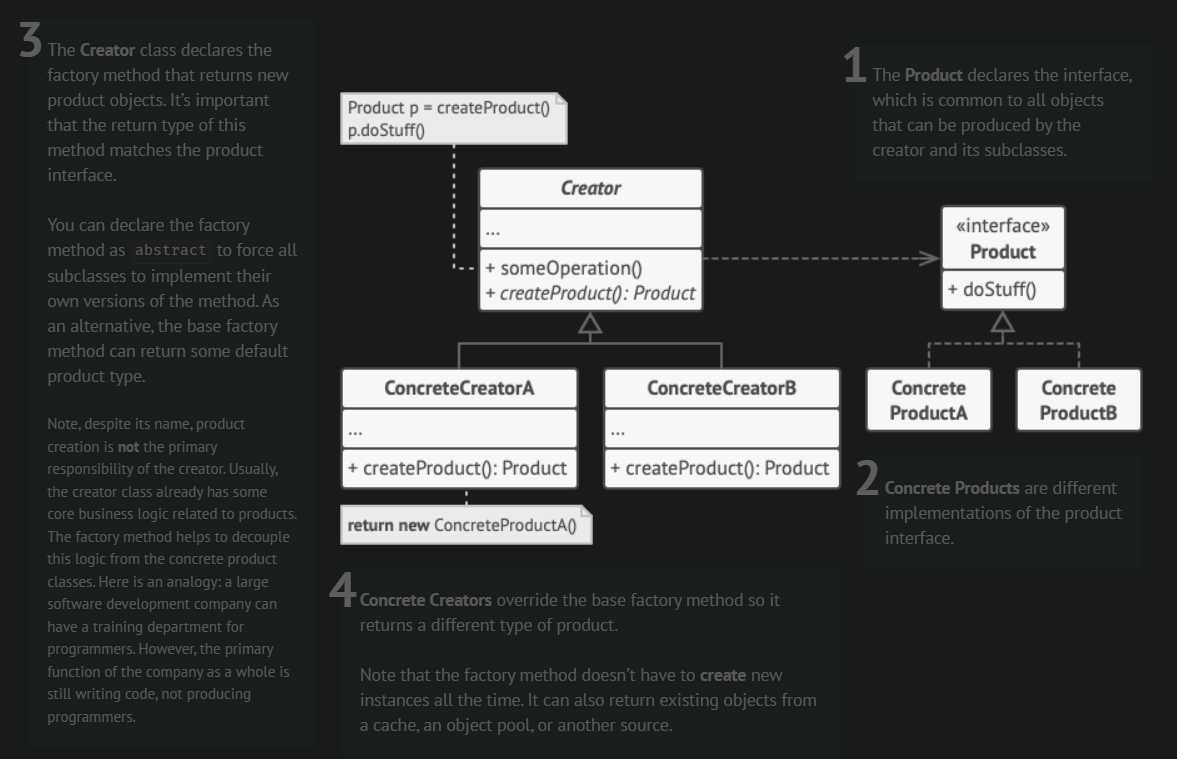 3
The Creator class declares the
factory method that returns new
product objects. It's important
that the return type of this
method matches the product
interface.
You can declare the factory
method as abstract to force all
subclasses to implement their
own versions of the method. As
an alternative, the base factory
method can return some default
product type.
Note, despite its name, product
creation is not the primary
responsibility of the creator. Usually,
the creator class already has some
core business logic related to products.
The factory method helps to decouple
this logic from the concrete product
classes. Here is an analogy: a large
software development company can
have a training department for
programmers. However, the primary
function of the company as a whole is
still writing code, not producing
programmers.
Product p = createProduct()
p.doStuff()
Creator
...
+ someOperation()
+ createProduct(): Product
ConcreteCreatorA
...
+ createProduct(): Product
ConcreteCreatorB
...
+ createProduct(): Product
return new ConcreteProductA()
1
The Product declares the interface,
which is common to all objects
that can be produced by the
creator and its subclasses.
«interface»
Product
+ doStuff()
Concrete
ProductA
Concrete
ProductB
2
Concrete Products are different
implementations of the product
interface.
4
Concrete Creators override the base factory method so it
returns a different type of product.
Note that the factory method doesn't have to create new
instances all the time. It can also return existing objects from
a cache, an object pool, or another source.